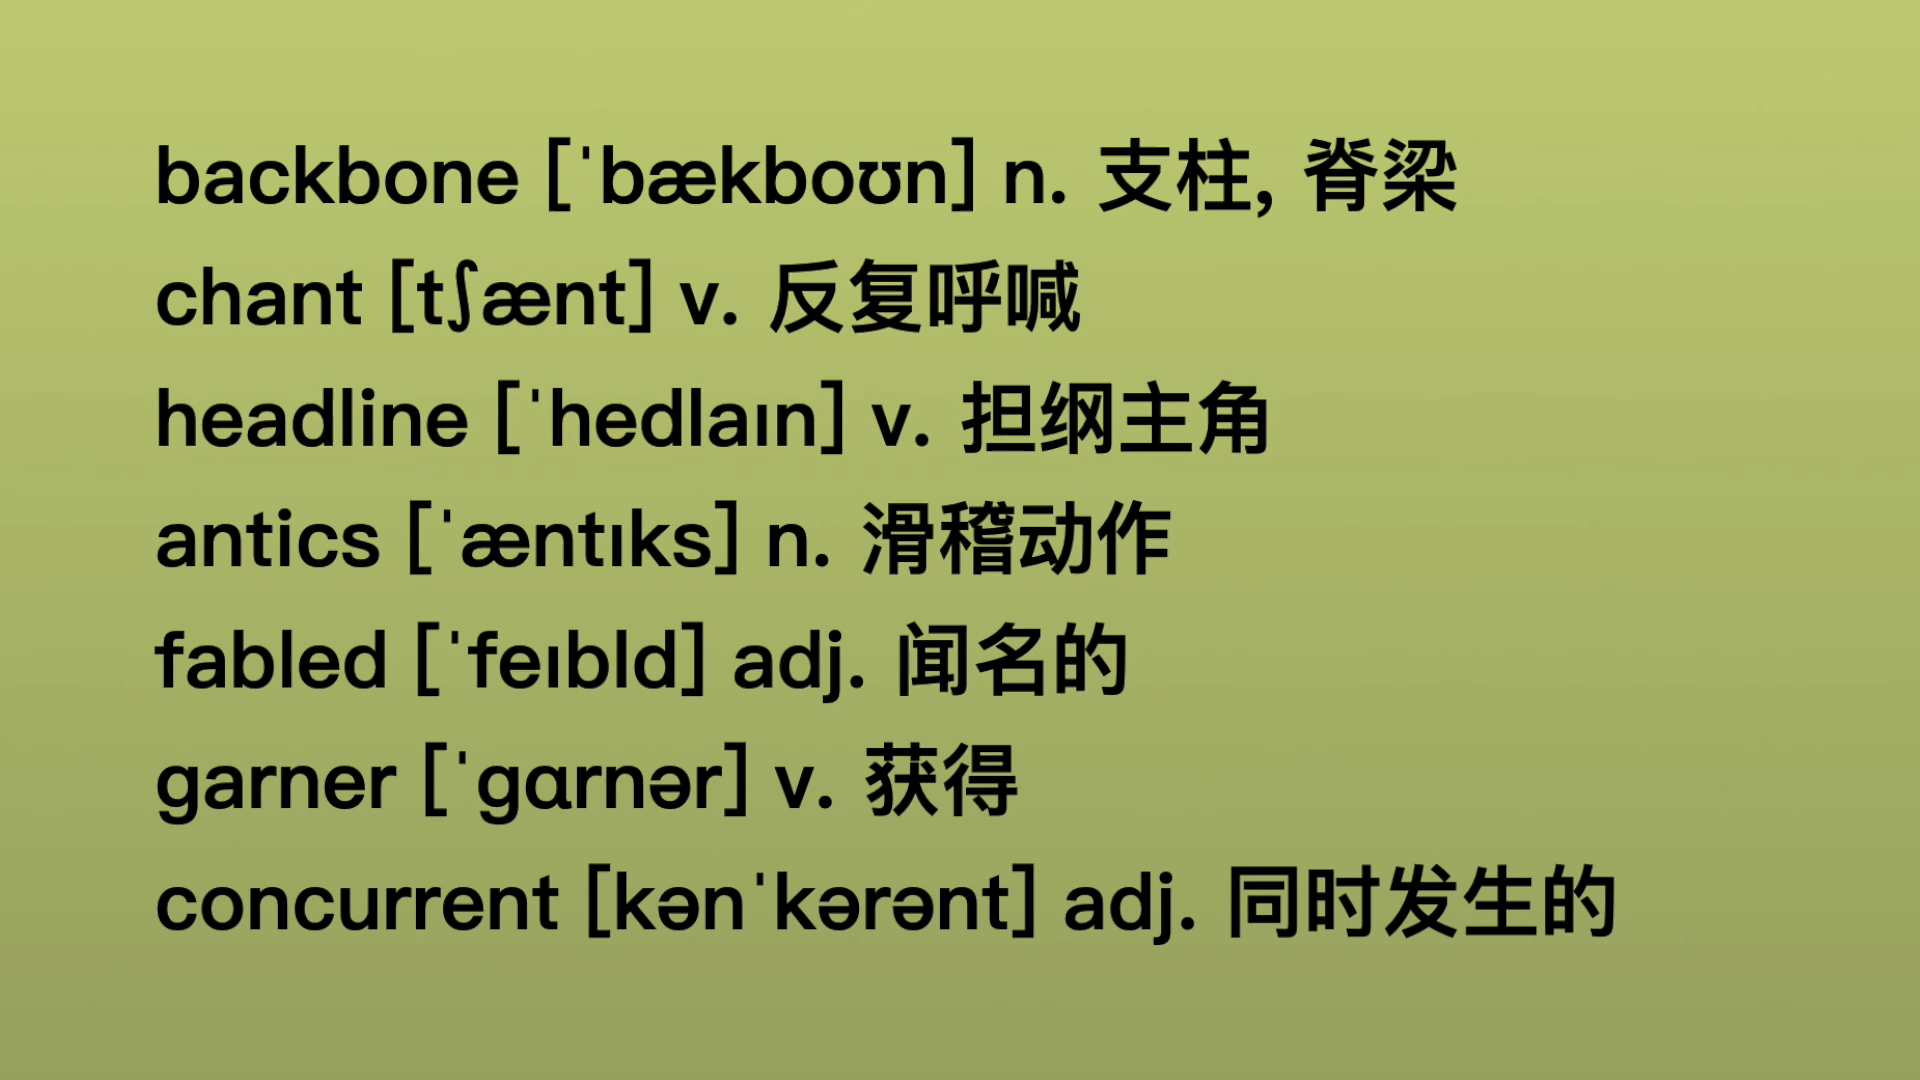 backbone [ˈbækboʊn] n. 支柱, 脊梁
chant [tʃænt] v. 反复呼喊
headline [ˈhedlaɪn] v. 担纲主角
antics [ˈæntɪks] n. 滑稽动作
fabled [ˈfeɪbld] adj. 闻名的
garner [ˈɡɑrnər] v. 获得
concurrent [kənˈkərənt] adj. 同时发生的